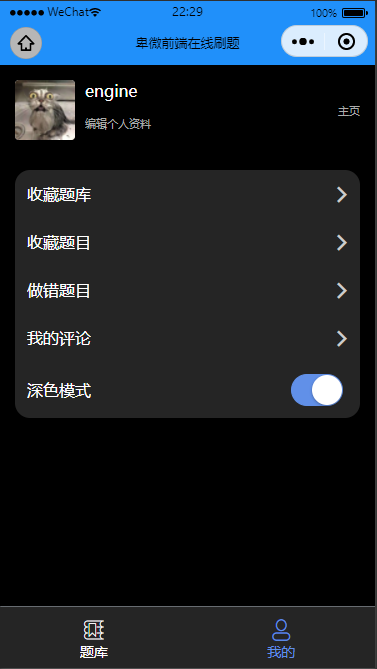 WeChat 22:29 100%
卑微前端在线刷题
engine
编辑个人资料
主页
收藏题库
收藏题目
做错题目
我的评论
深色模式
题库 我的